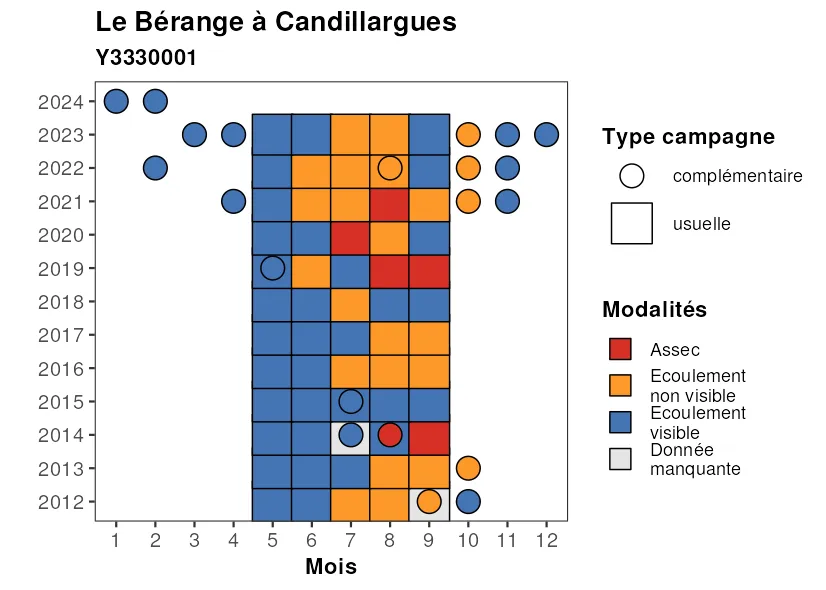 Le Bérange à Candillargues
Y3330001
2024
2023
2022
2021
2020
2019
2018
2017
2016
2015
2014
2013
2012
1 2 3 4 5 6 7 8 9 10 11 12
Mois
Type campagne
complémentaire
usuelle
Modalités
Assec
Ecoulement
non visible
Ecoulement
visible
Donnée
manquante